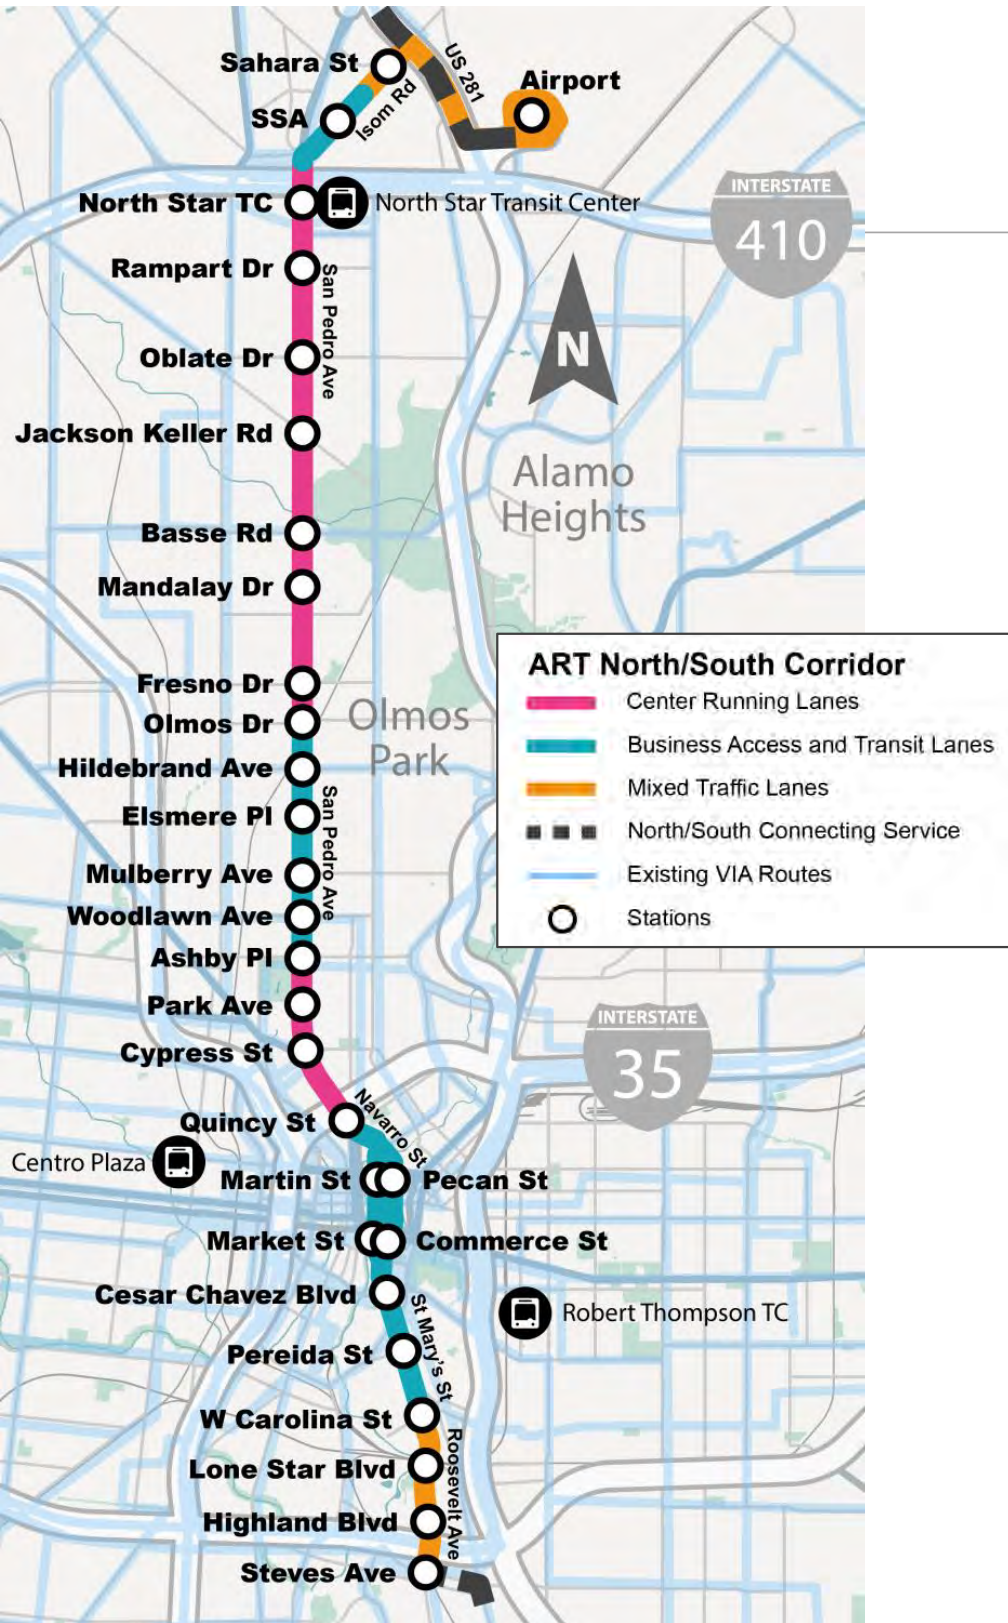 Sahara St
US 281
Airport
SSA
Isom Rd
North Star TC
North Star Transit Center
INTERSTATE
410
Rampart Dr
San Pedro Ave
Oblate Dr
N
Jackson Keller Rd
Alamo
Heights
Basse Rd
Mandalay Dr
ART North/South Corridor
Center Running Lanes
Business Access and Transit Lanes
Mixed Traffic Lanes
North/South Connecting Service
Existing VIA Routes
Stations
Fresno Dr
Olmos Dr
Olmos
Park
Hildebrand Ave
San Pedro Ave
Elsmere Pl
Mulberry Ave
Woodlawn Ave
Ashby Pl
Park Ave
INTERSTATE
35
Cypress St
Navarro St
Quincy St
Centro Plaza
Martin St
Pecan St
Market St
Commerce St
Cesar Chavez Blvd
St Mary's St
Robert Thompson TC
Pereida St
W Carolina St
Roosevelt Ave
Lone Star Blvd
Highland Blvd
Steves Ave